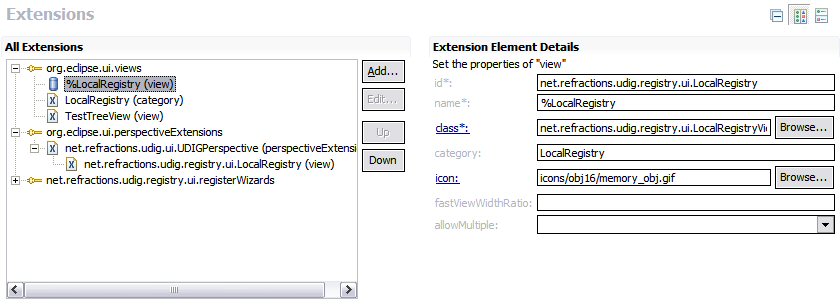 Extensions
All Extensions
org.eclipse.ui.views
%LocalRegistry (view)
LocalRegistry (category)
TestTreeView (view)
org.eclipse.ui.perspectiveExtensions
net.refractions.udig.ui.UDIGPerspective (perspectiveExtens
net.refractions.udig.registry.ui.LocalRegistry (view)
net.refractions.udig.registry.ui.registerWizards
Add...
Edit...
Up
Down
Extension Element Details
Set the properties of "view"
id*: net.refractions.udig.registry.ui.LocalRegistry
name*: %LocalRegistry
class*: net.refractions.udig.registry.ui.LocalRegistryVi Browse...
category: LocalRegistry
icon: icons/obj16/memory_obj.gif Browse...
fastViewWidthRatio:
allowMultiple: